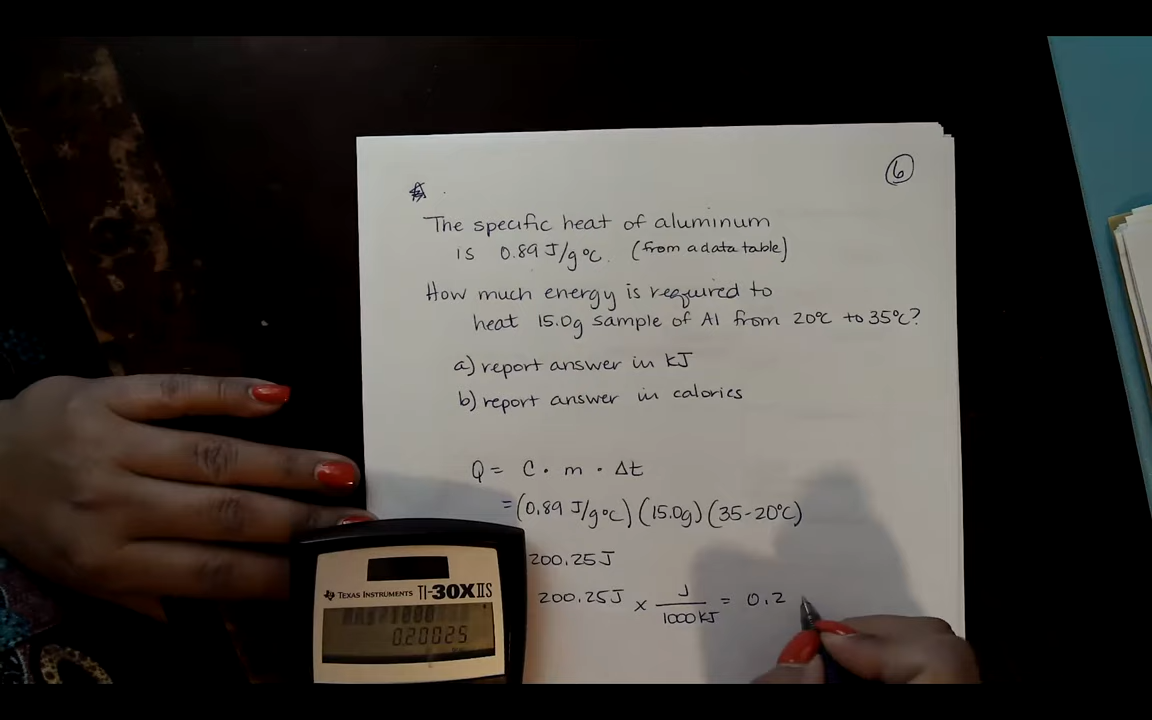 6
The specific heat of aluminum
is 0.89 J/g°C. (from a data table)
How much energy is required to
heat 15.0g sample of Al from 20°C to 35°C?
a) report answer in kJ
b) report answer in calories
Q = C · m · Δt
= (0.89 J/g°C) (15.0g) (35-20°C)
200.25J
200.25J x J/1000 kJ = 0.2
TEXAS INSTRUMENTS TI-30X IIS
0.20025